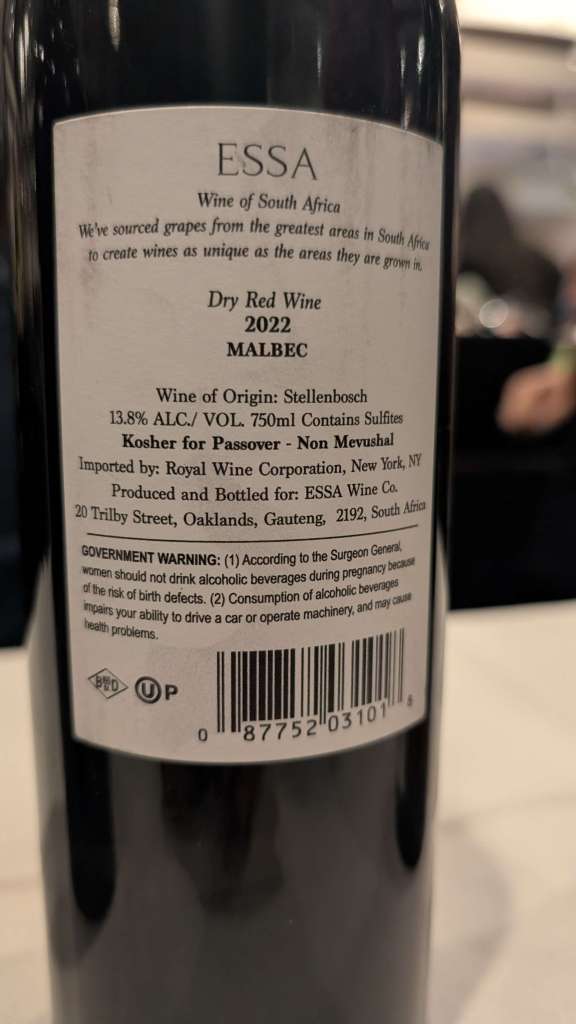 ESSA
Wine of South Africa
We've sourced grapes from the greatest areas in South Africa
to create wines as unique as the areas they are grown in.
Dry Red Wine
2022
MALBEC
Wine of Origin: Stellenbosch
13.8% ALC./ VOL. 750ml Contains Sulfites
Kosher for Passover - Non Mevushal
Imported by: Royal Wine Corporation, New York, NY
Produced and Bottled for: ESSA Wine Co.
20 Trilby Street, Oaklands, Gauteng, 2192, South Africa
GOVERNMENT WARNING: (1) According to the Surgeon General,
women should not drink alcoholic beverages during pregnancy because
of the risk of birth defects. (2) Consumption of alcoholic beverages
impairs your ability to drive a car or operate machinery, and may cause
health problems.
U P
0 87752 03101 6